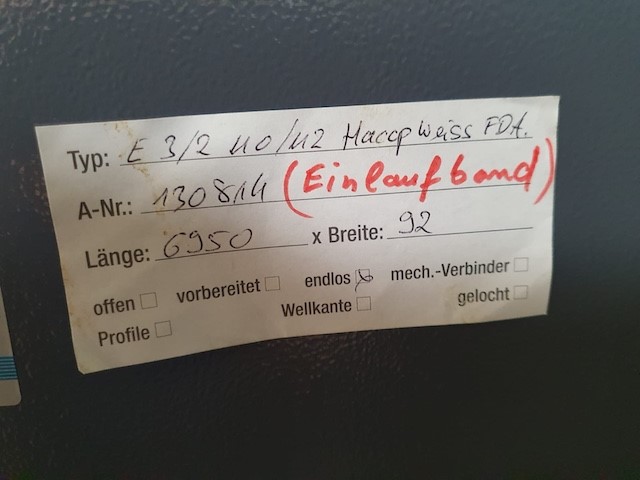 Typ: E 3/2 U0/U2 Haccp Weiss FDA.
A-Nr.: 130814 (Einlaufband)
Länge: 6950 x Breite: 92
offen ☐ vorbereitet ☐ endlos ☒ mech.-Verbinder ☐
Profile ☐ Wellkante ☐ gelocht ☐